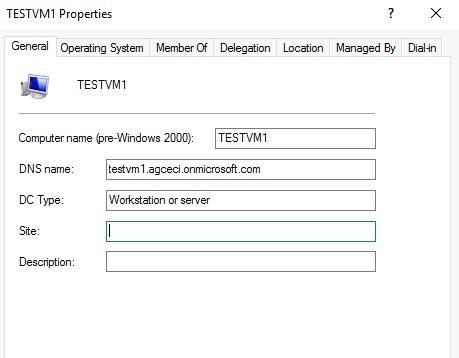 TESTVM1 Properties
?
General Operating System Member Of Delegation Location Managed By Dial-in
TESTVM1
Computer name (pre-Windows 2000): TESTVM1
DNS name: testvm1.agceci.onmicrosoft.com
DC Type: Workstation or server
Site:
Description: